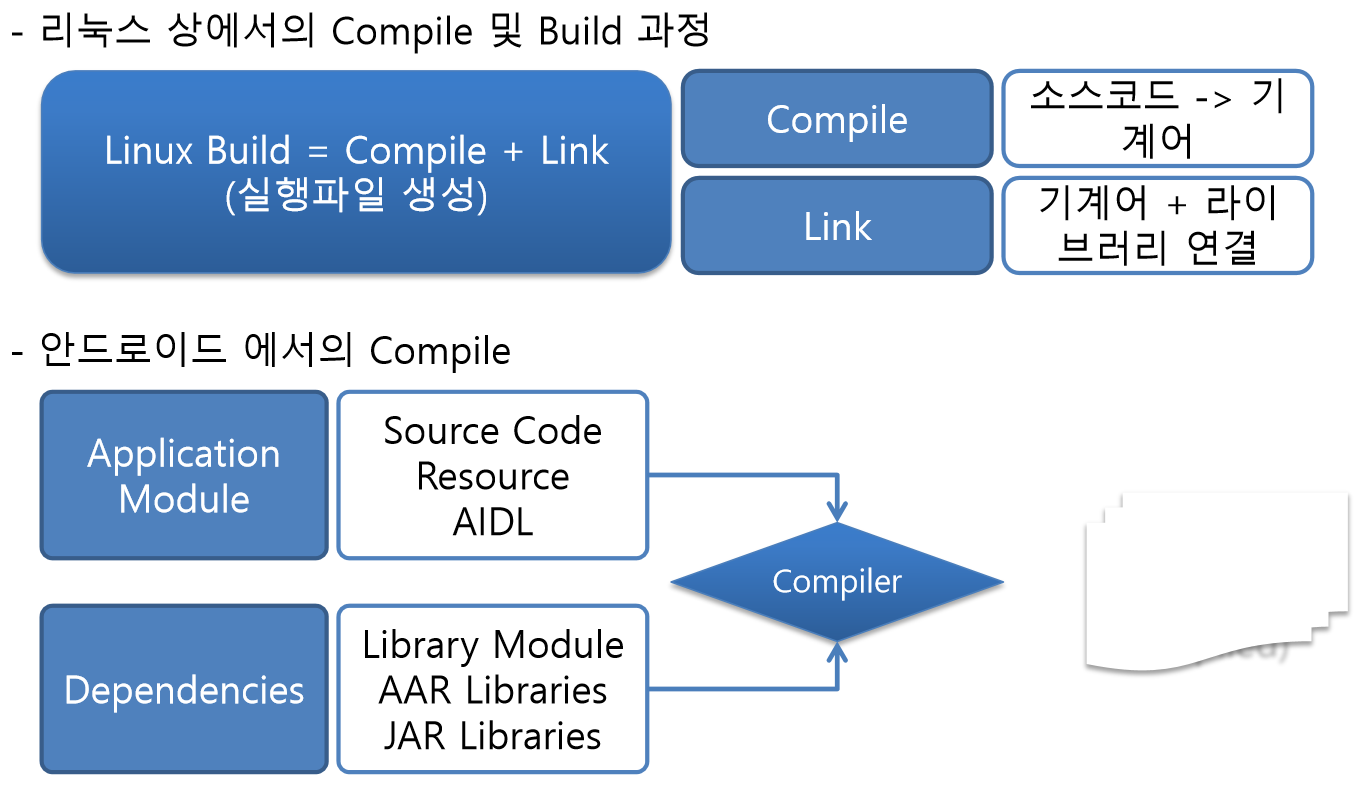 - 리눅스 상에서의 Compile 및 Build 과정
Linux Build = Compile + Link
(실행파일 생성)
Compile
소스코드 -> 기
계어
Link
기계어 + 라이
브러리 연결
- 안드로이드 에서의 Compile
Application
Module
Source Code
Resource
AIDL
Compiler
Dependencies
Library Module
AAR Libraries
JAR Libraries